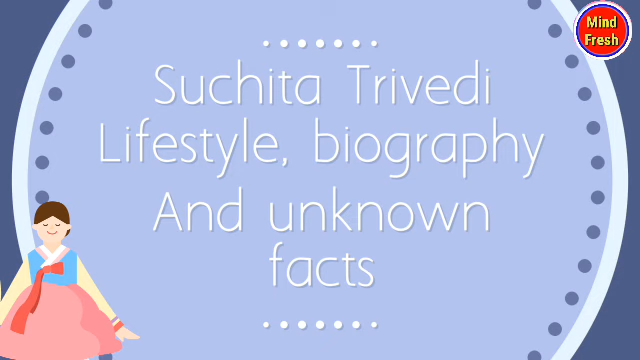 Mind
Fresh
Suchita Trivedi
Lifestyle, biography
And unknown
facts